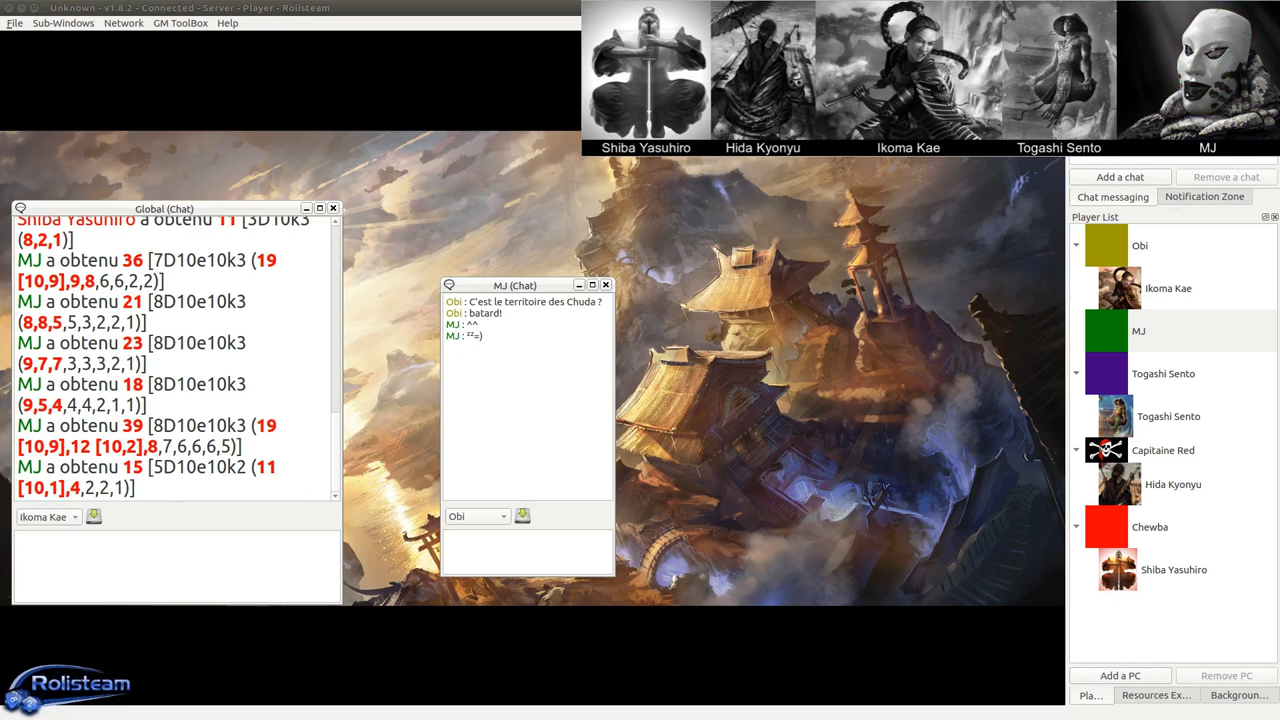 Unknown - v1.8.2 - Connected - Server - Player - Rolisteam
File Sub-Windows Network GM ToolBox Help
Shiba Yasuhiro Hida Kyonyu Ikoma Kae Togashi Sento MJ
Add a chat Remove a chat
Chat messaging Notification Zone
Player List
Obi
Ikoma Kae
MJ
Togashi Sento
Togashi Sento
Capitaine Red
Hida Kyonyu
Chewba
Shiba Yasuhiro
Add a PC Remove PC
Pla... Resources Ex... Backgroun...
Global (Chat)
Shiba Yasuhiro a obtenu 11 [3D10k3
(8,2,1)]
MJ a obtenu 36 [7D10e10k3 (19
[10,9],9,8,6,6,2,2)]
MJ a obtenu 21 [8D10e10k3
(8,8,5,5,3,2,2,1)]
MJ a obtenu 23 [8D10e10k3
(9,7,7,3,3,3,2,1)]
MJ a obtenu 18 [8D10e10k3
(9,5,4,4,4,2,1,1)]
MJ a obtenu 39 [8D10e10k3 (19
[10,9],12 [10,2],8,7,6,6,6,5)]
MJ a obtenu 15 [5D10e10k2 (11
[10,1],4,2,2,1)]
Ikoma Kae
MJ (Chat)
Obi : C'est le territoire des Chuda ?
Obi : batard!
MJ : ^^
MJ : ²²=)
Obi
Rolisteam